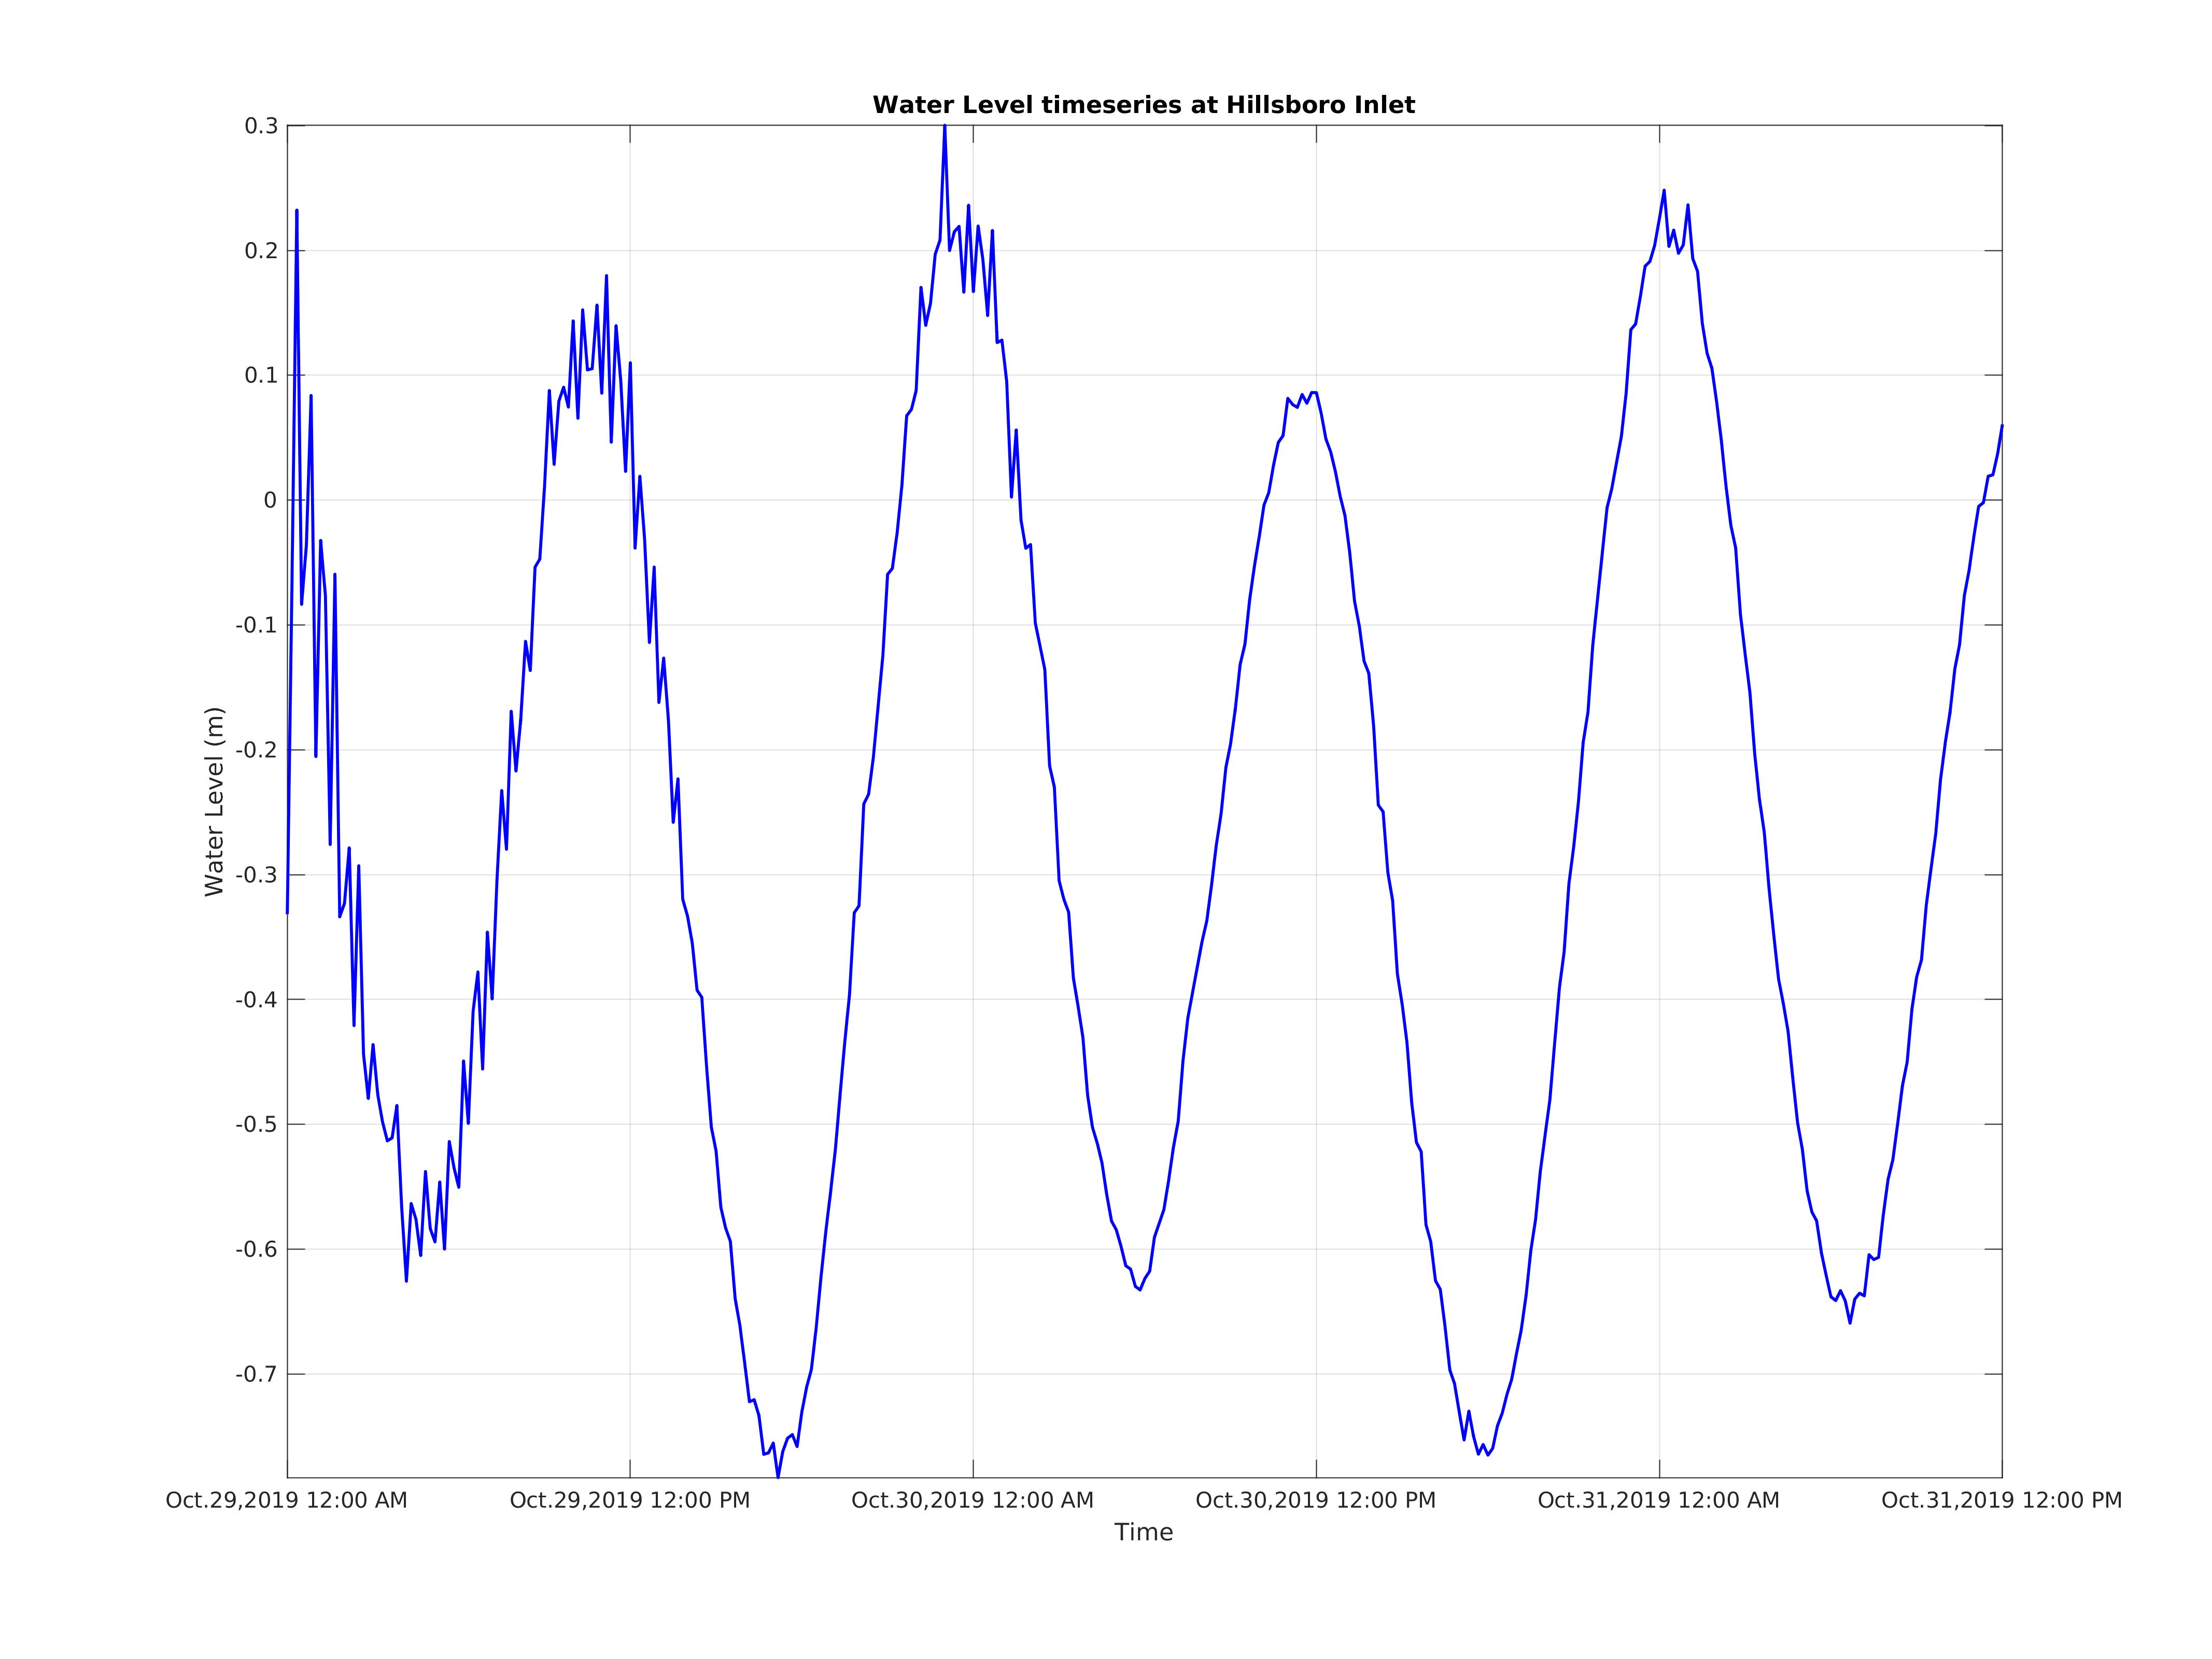 Water Level timeseries at Hillsboro Inlet
0.3
0.2
0.1
0
-0.1
-0.2
-0.3
-0.4
-0.5
-0.6
-0.7
Water Level (m)
Oct.29,2019 12:00 AM
Oct.29,2019 12:00 PM
Oct.30,2019 12:00 AM
Oct.30,2019 12:00 PM
Oct.31,2019 12:00 AM
Oct.31,2019 12:00 PM
Time